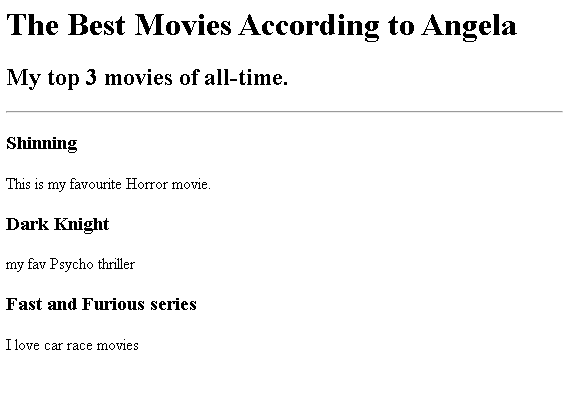 The Best Movies According to Angela
My top 3 movies of all-time.
Shinning
This is my favourite Horror movie.
Dark Knight
my fav Psycho thriller
Fast and Furious series
I love car race movies